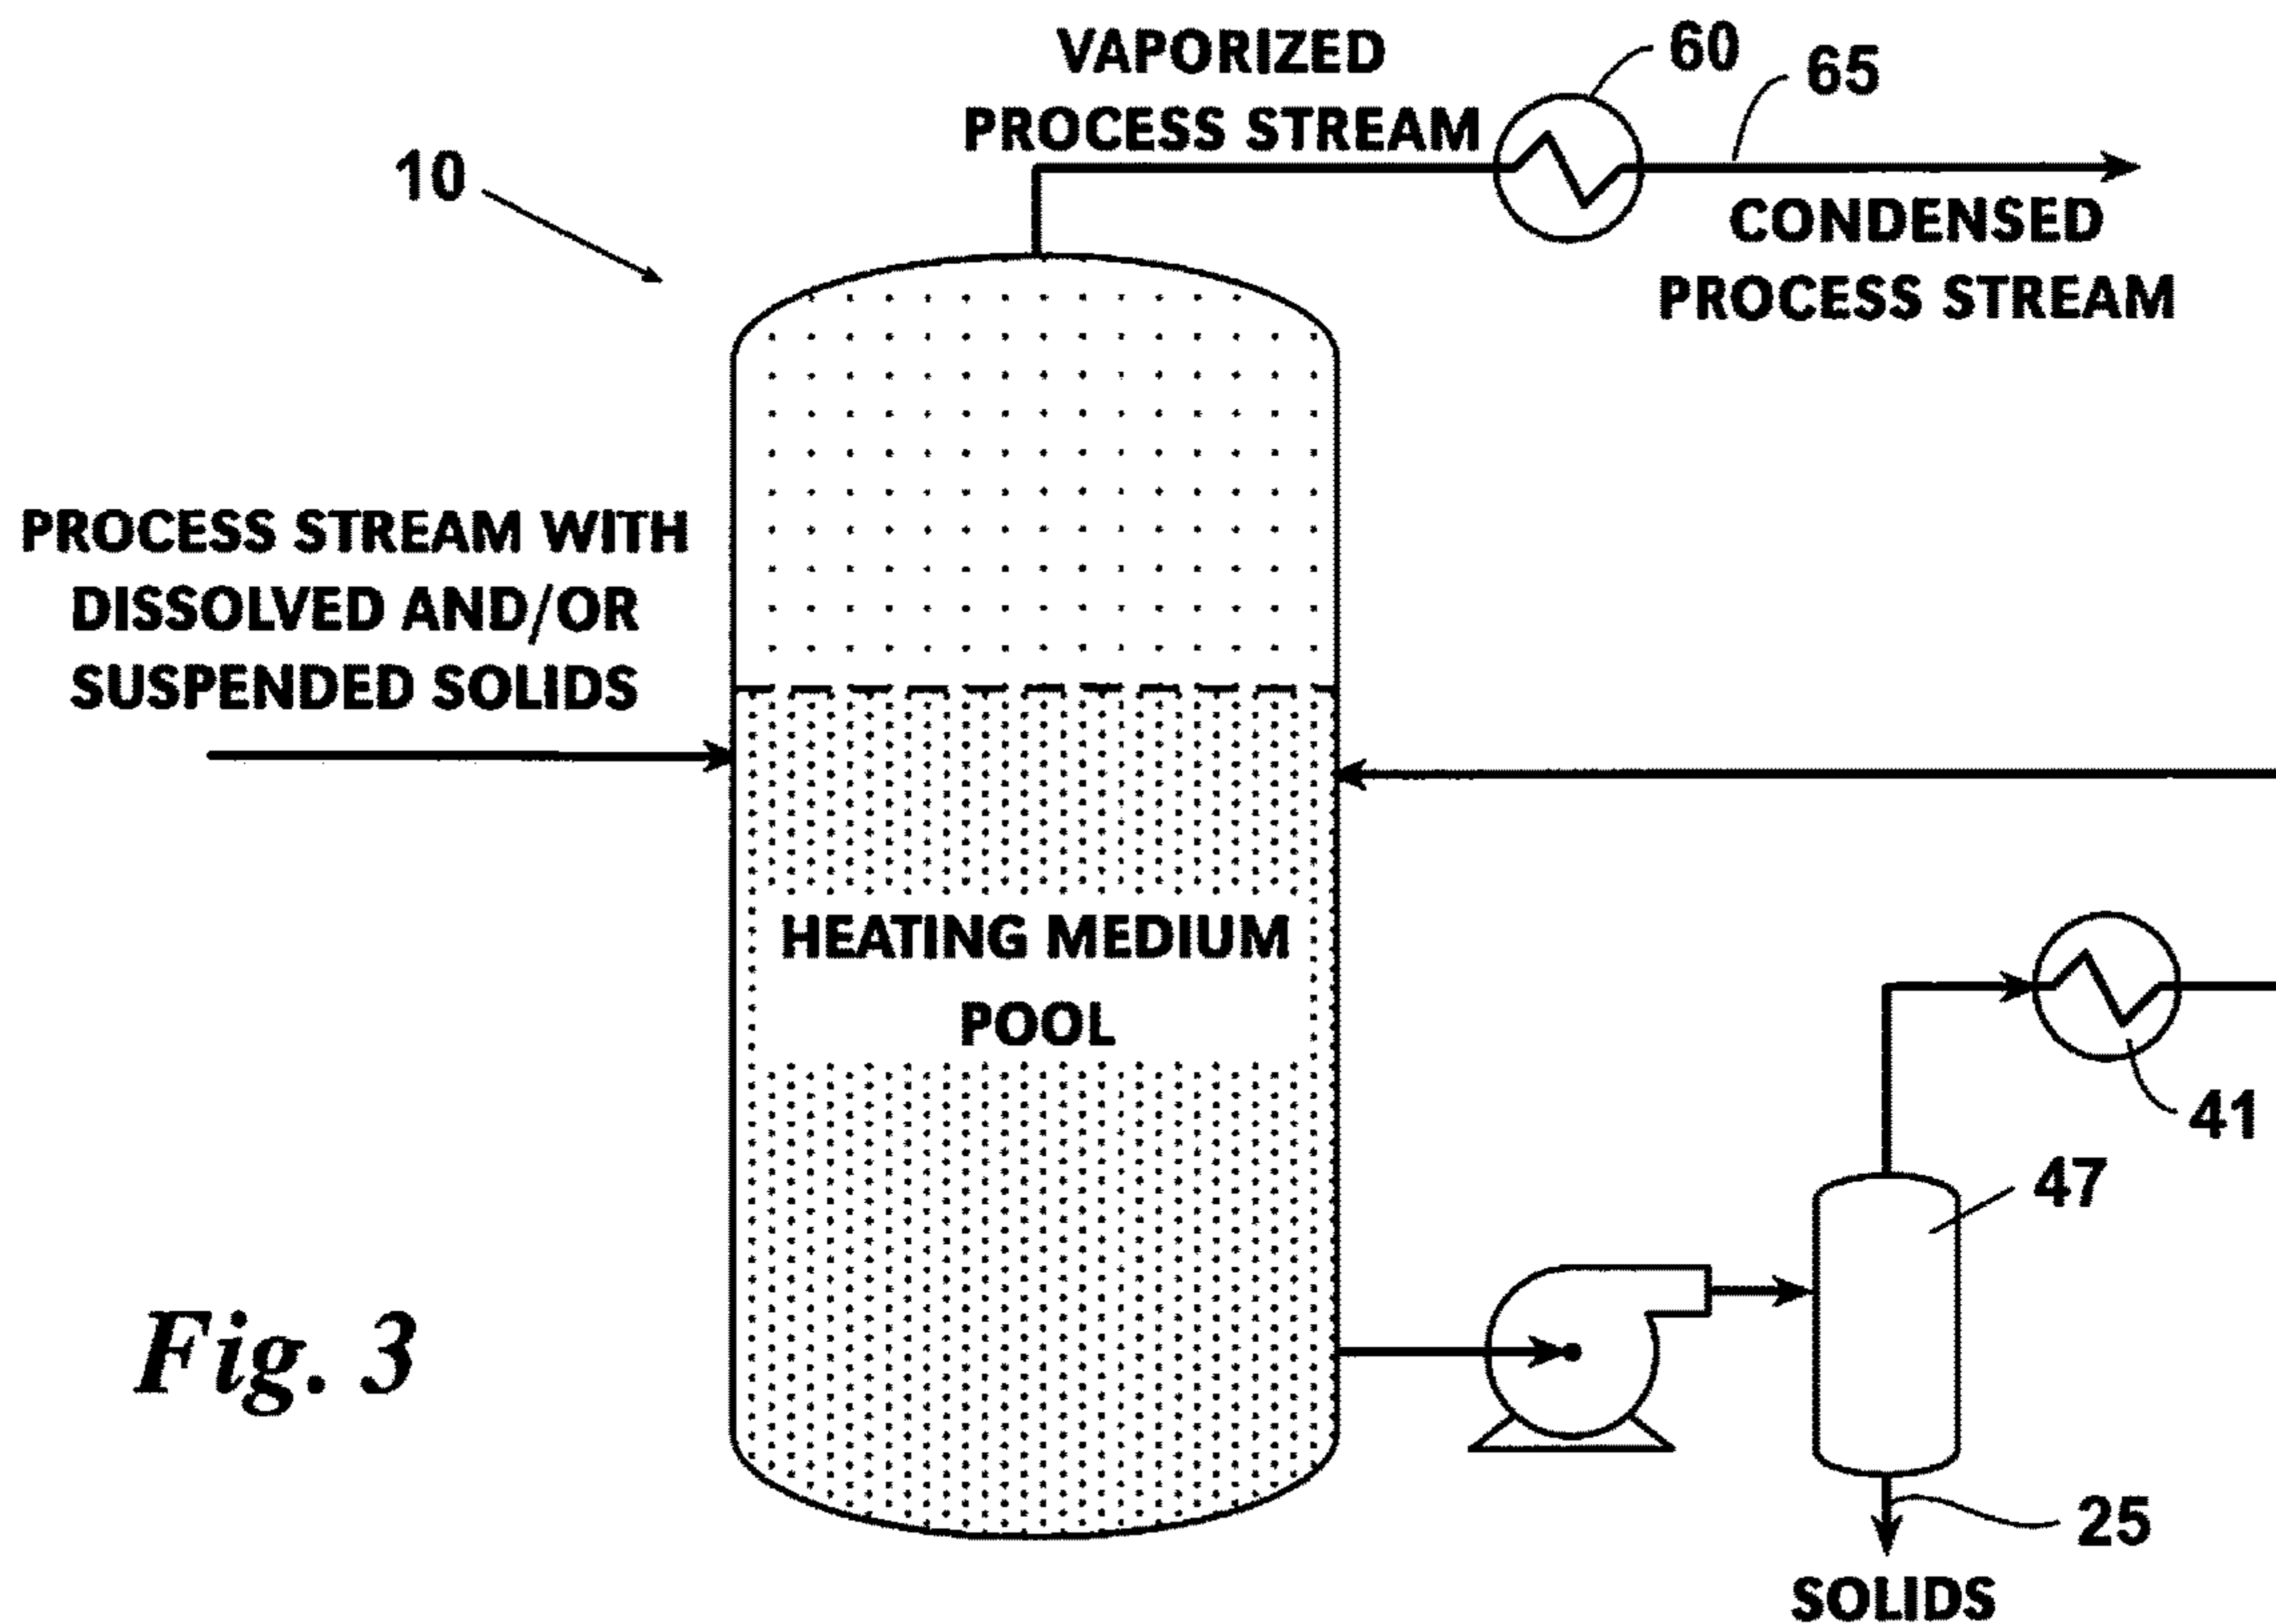 VAPORIZED
PROCESS STREAM
60
65
10
CONDENSED
PROCESS STREAM
PROCESS STREAM WITH
DISSOLVED AND/OR
SUSPENDED SOLIDS
HEATING MEDIUM
POOL
41
47
Fig. 3
25
SOLIDS